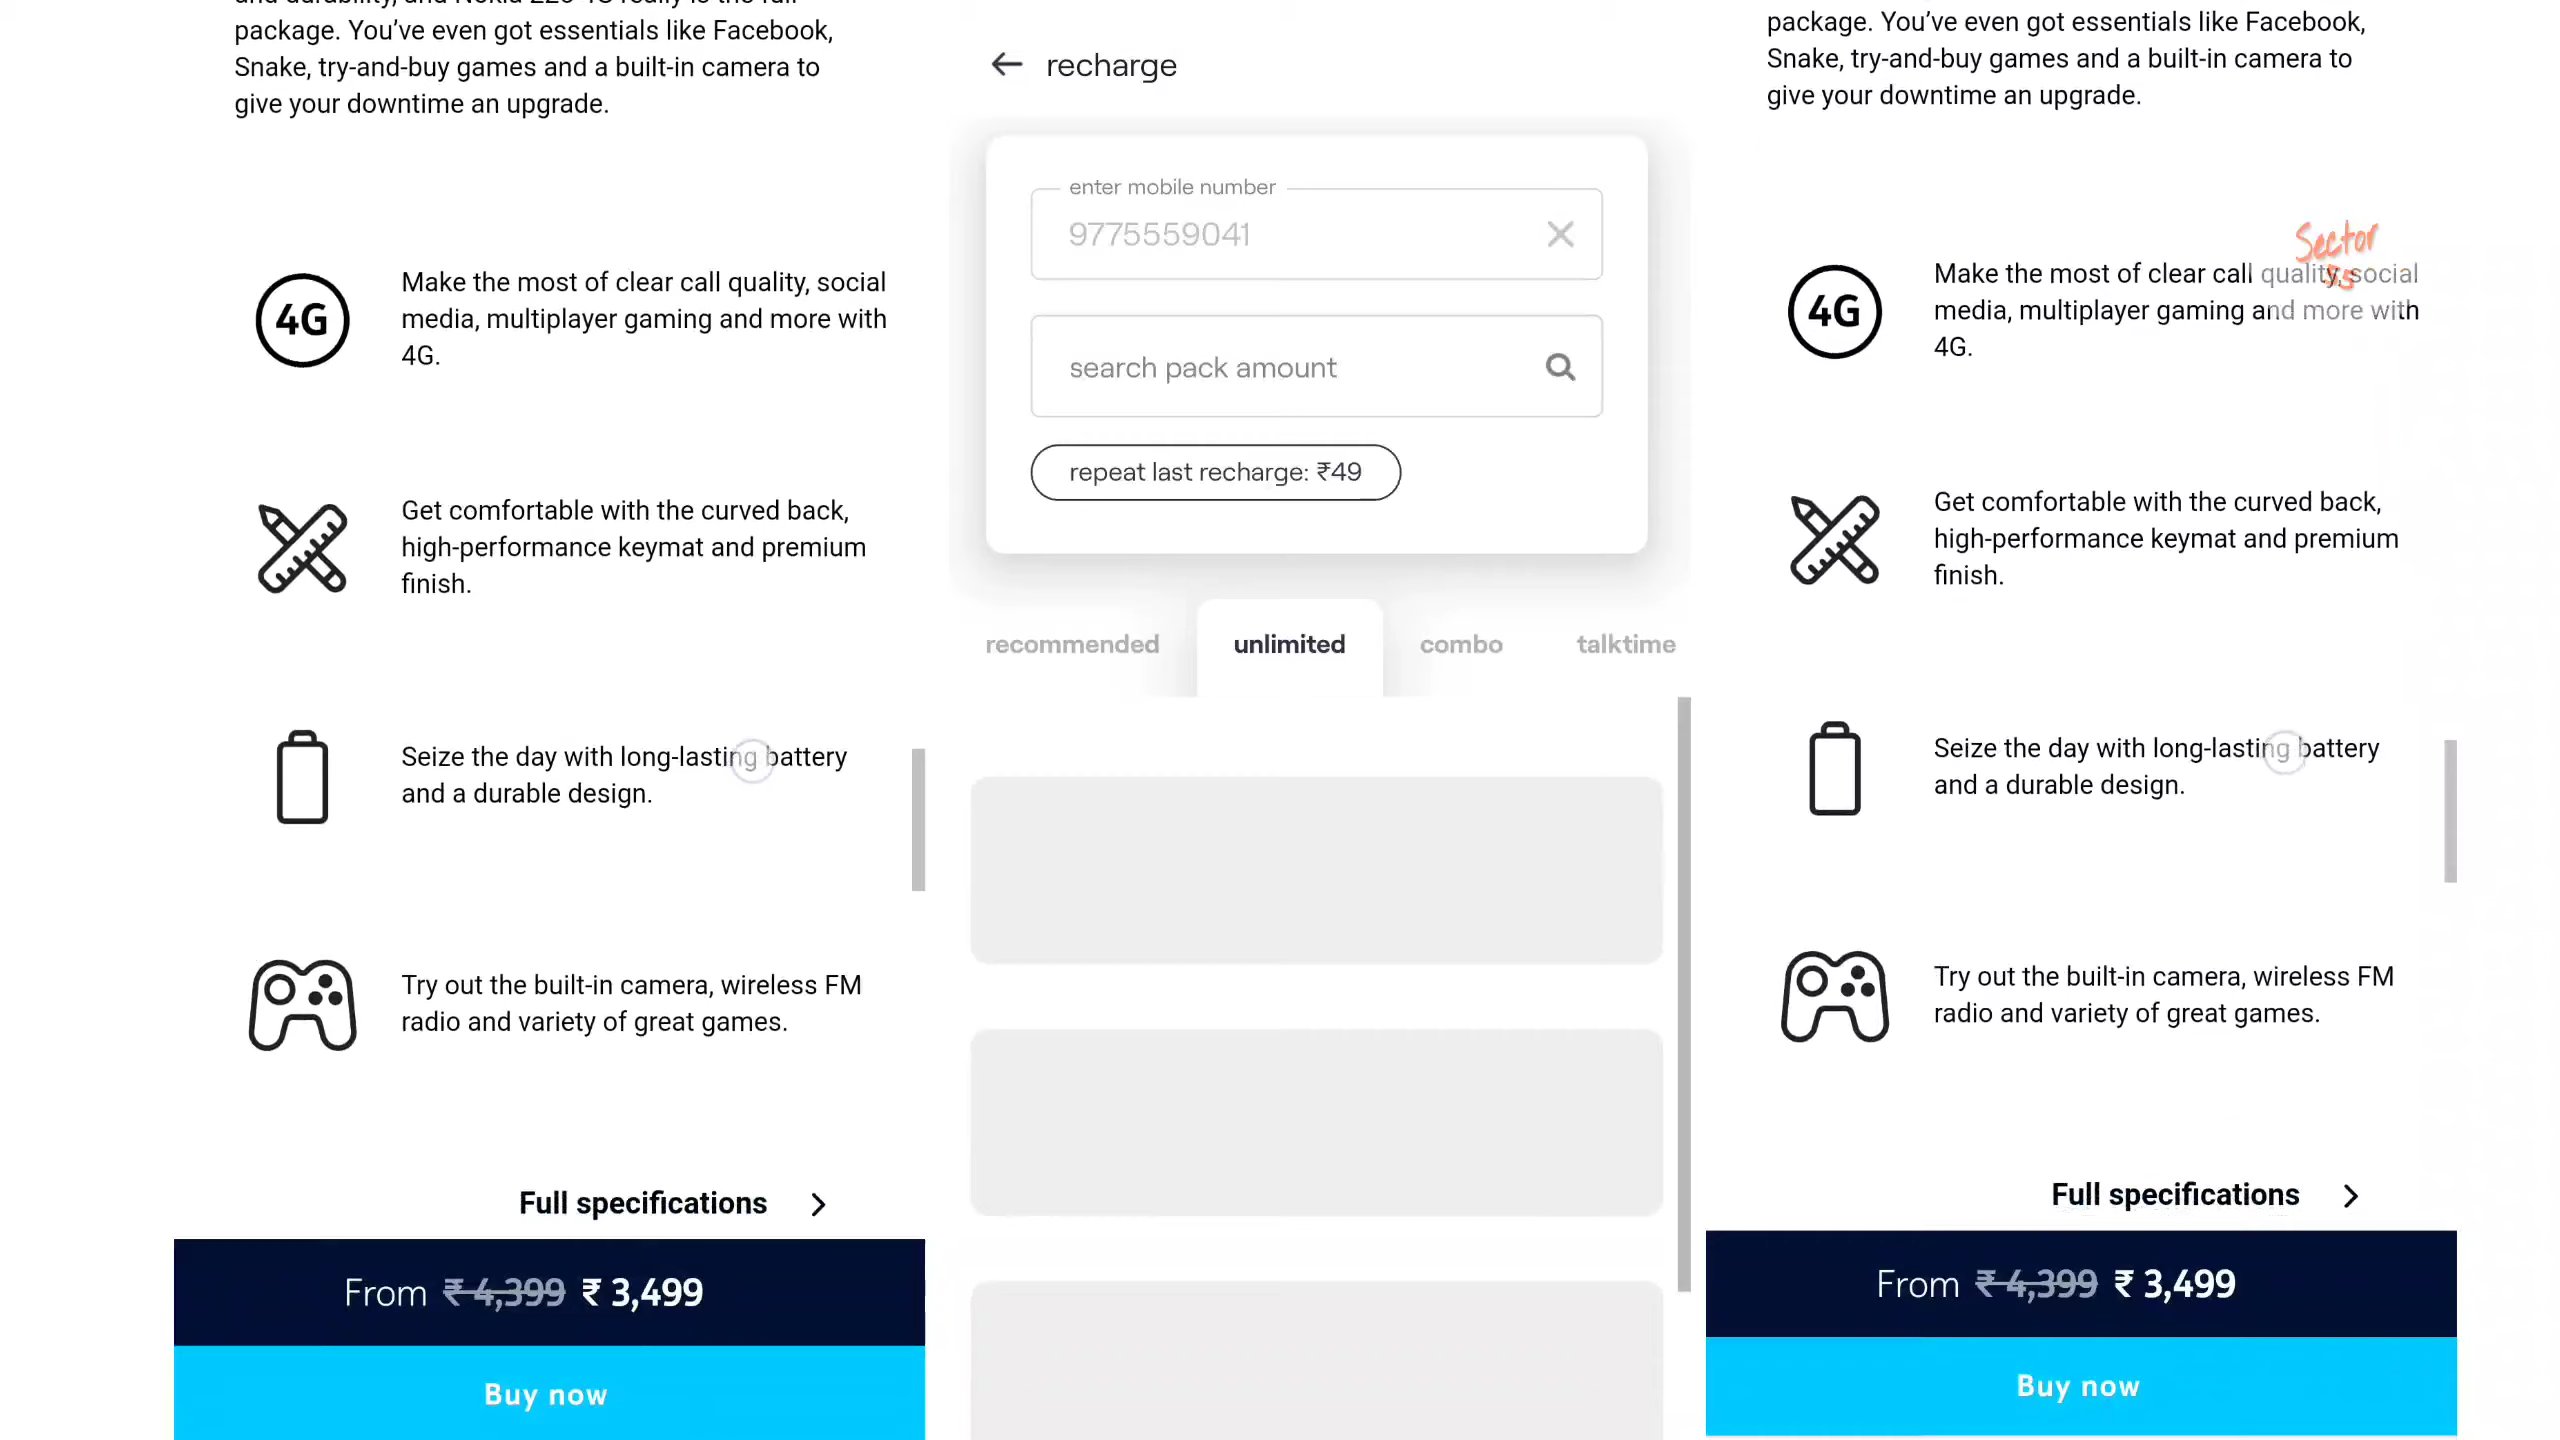 package. You’ve even got essentials like Facebook,
Snake, try-and-buy games and a built-in camera to
give your downtime an upgrade.
4G
Make the most of clear call quality, social
media, multiplayer gaming and more with
4G.
Get comfortable with the curved back,
high-performance keymat and premium
finish.
Seize the day with long-lasting battery
and a durable design.
Try out the built-in camera, wireless FM
radio and variety of great games.
Full specifications
From ₹ 4,399 ₹ 3,499
Buy now
recharge
enter mobile number
9775559041
search pack amount
repeat last recharge: ₹49
recommended unlimited combo talktime
package. You’ve even got essentials like Facebook,
Snake, try-and-buy games and a built-in camera to
give your downtime an upgrade.
Sector
55
4G
Make the most of clear call quality, social
media, multiplayer gaming and more with
4G.
Get comfortable with the curved back,
high-performance keymat and premium
finish.
Seize the day with long-lasting battery
and a durable design.
Try out the built-in camera, wireless FM
radio and variety of great games.
Full specifications
From ₹ 4,399 ₹ 3,499
Buy now